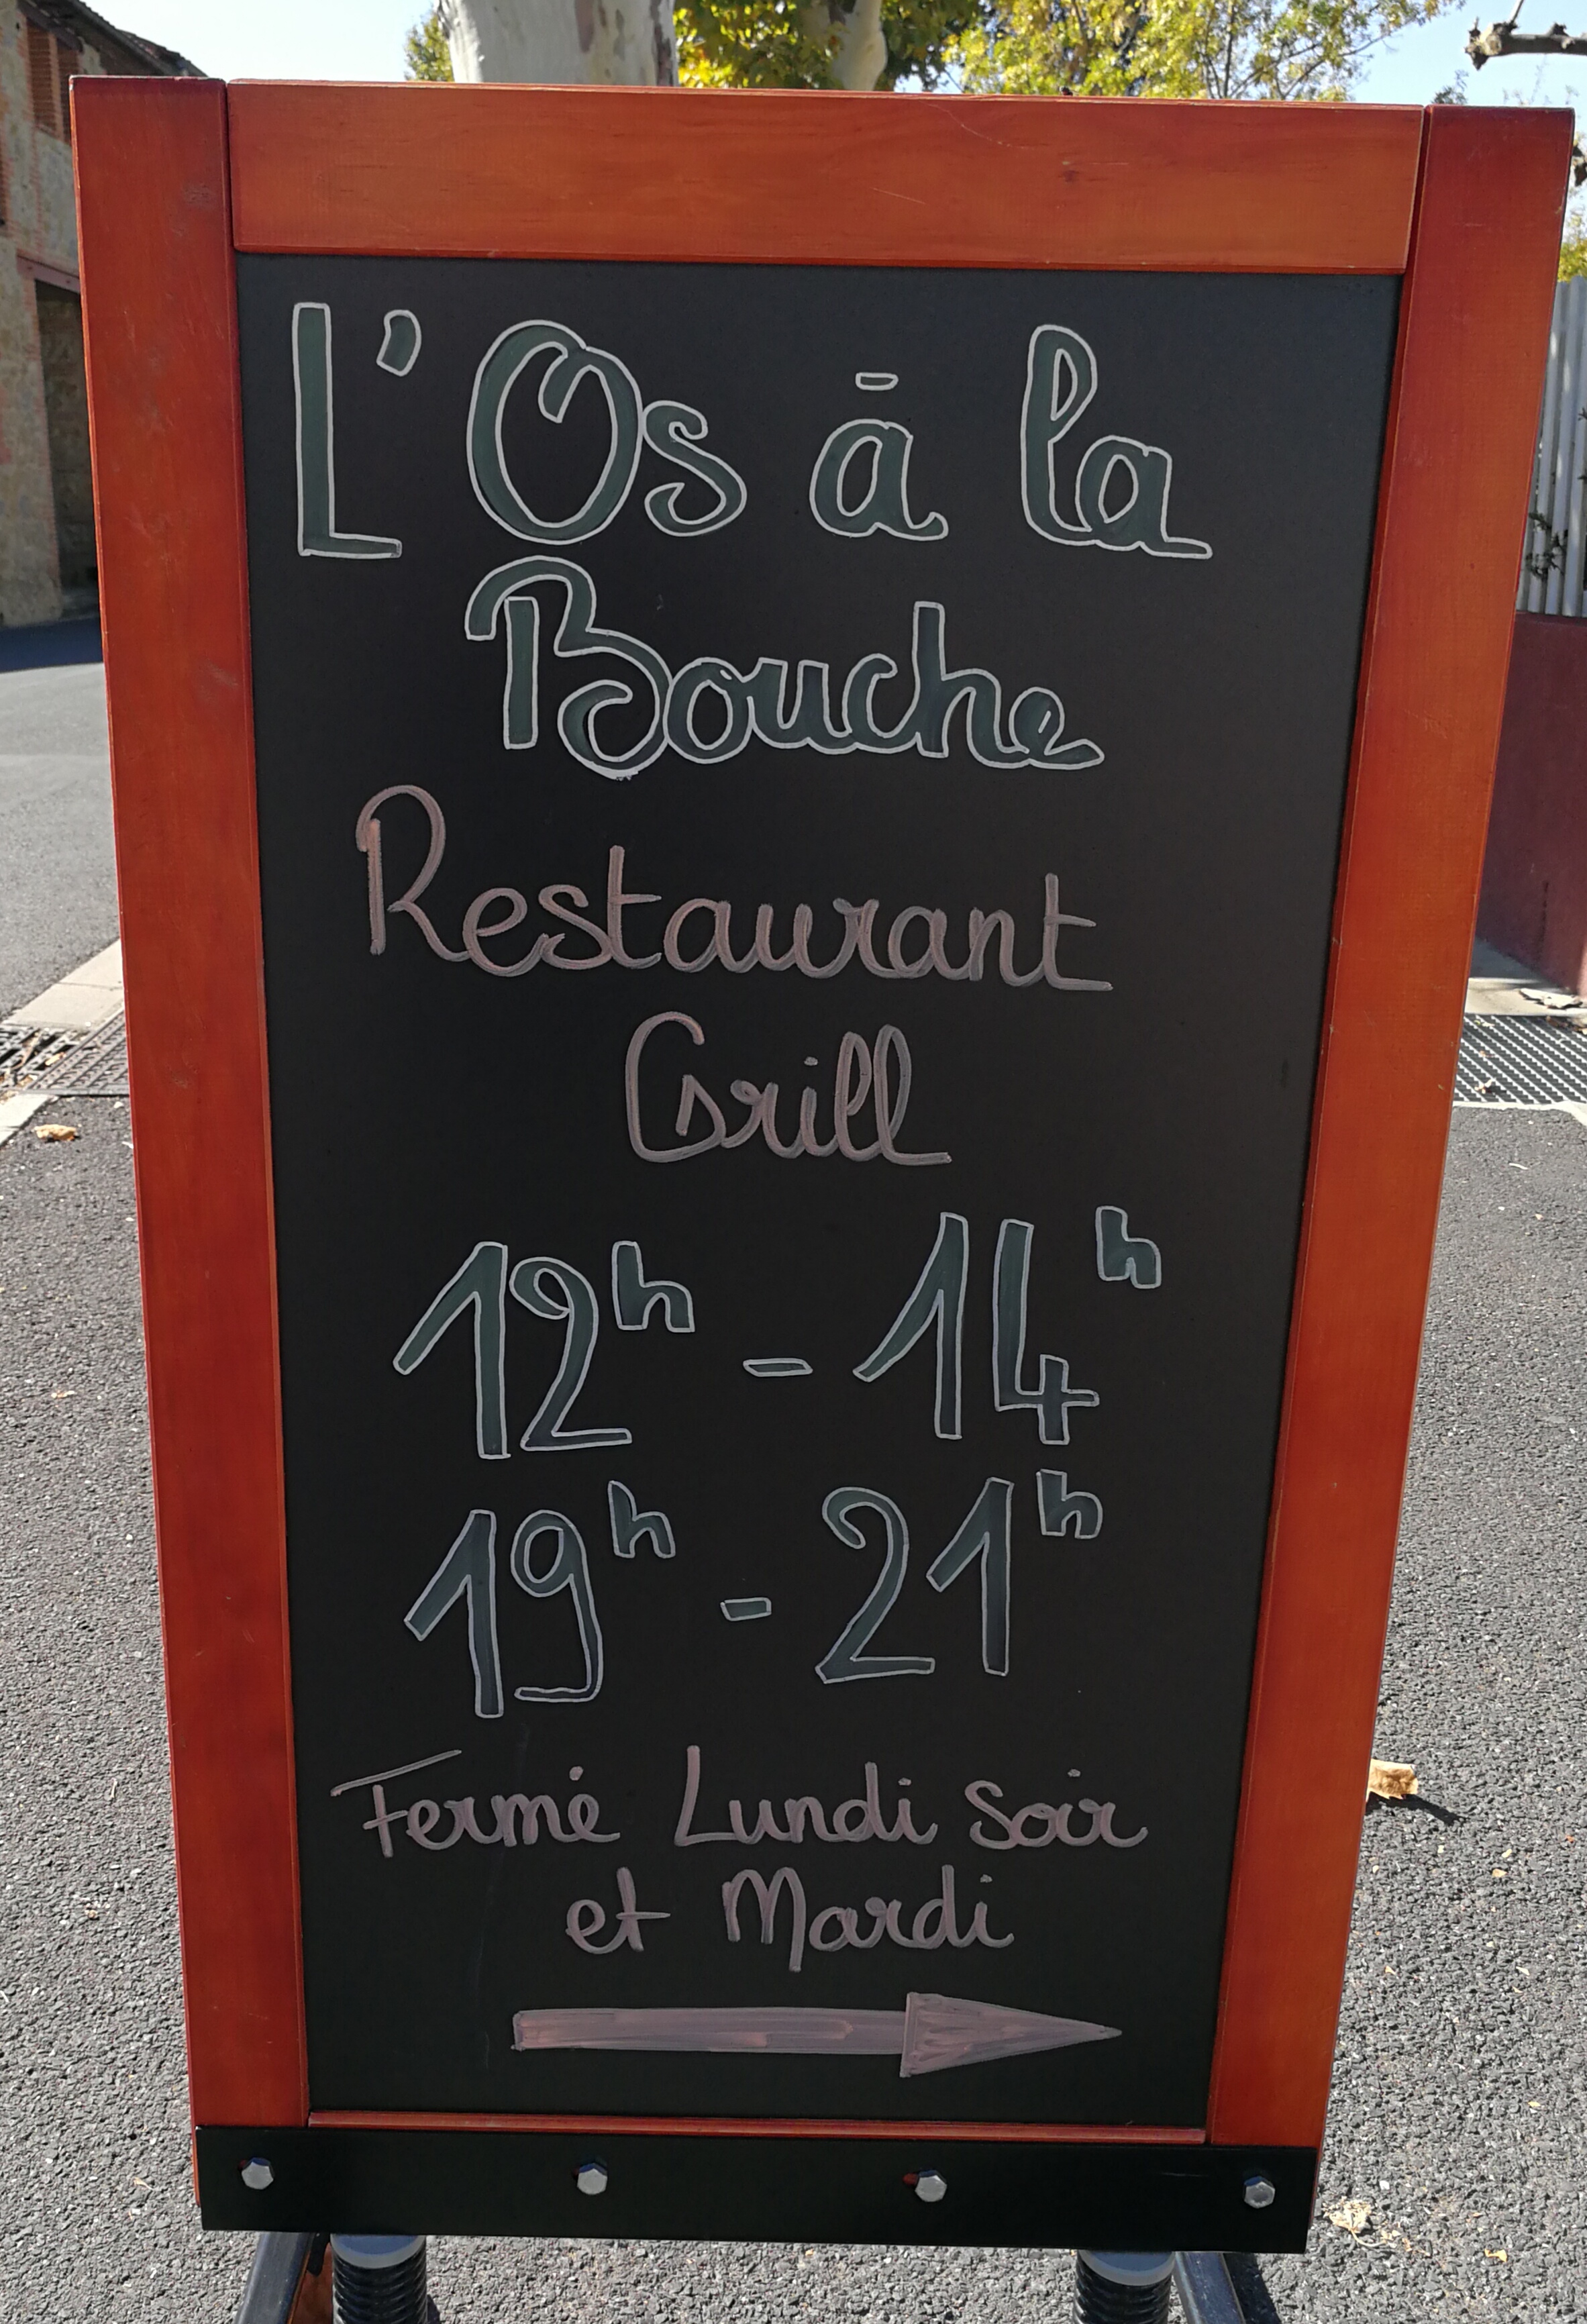 L'Os à la
Bouche
Restaurant
Grill
12h - 14h
19h - 21h
Fermé Lundi Soir
et Mardi